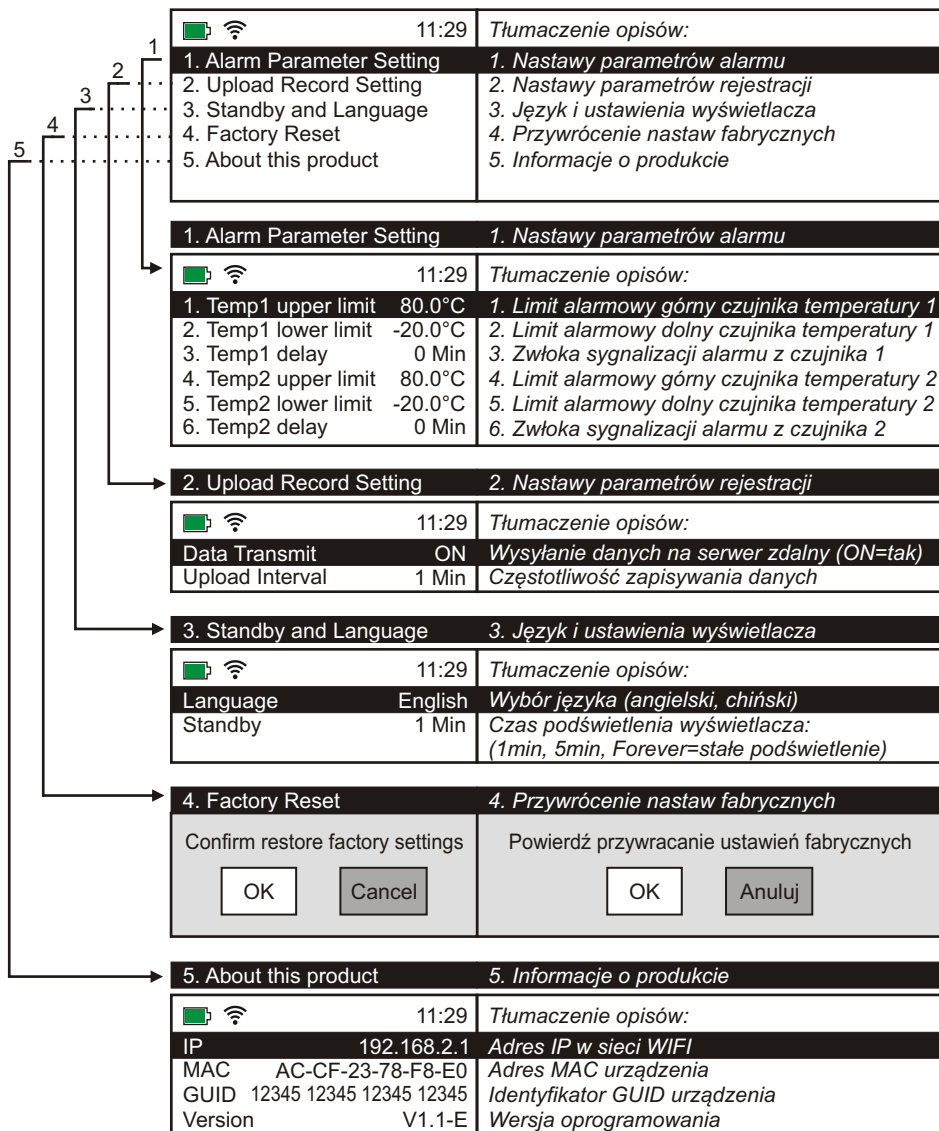 11:29 Tłumaczenie opisów:
1 1. Alarm Parameter Setting 1. Nastawy parametrów alarmu
2 2. Upload Record Setting 2. Nastawy parametrów rejestracji
3 3. Standby and Language 3. Język i ustawienia wyświetlacza
4 4. Factory Reset 4. Przywrócenie nastaw fabrycznych
5 5. About this product 5. Informacje o produkcie
1. Alarm Parameter Setting 1. Nastawy parametrów alarmu
11:29 Tłumaczenie opisów:
1. Temp1 upper limit 80.0°C 1. Limit alarmowy górny czujnika temperatury 1
2. Temp1 lower limit -20.0°C 2. Limit alarmowy dolny czujnika temperatury 1
3. Temp1 delay 0 Min 3. Zwłoka sygnalizacji alarmu z czujnika 1
4. Temp2 upper limit 80.0°C 4. Limit alarmowy górny czujnika temperatury 2
5. Temp2 lower limit -20.0°C 5. Limit alarmowy dolny czujnika temperatury 2
6. Temp2 delay 0 Min 6. Zwłoka sygnalizacji alarmu z czujnika 2
2. Upload Record Setting 2. Nastawy parametrów rejestracji
11:29 Tłumaczenie opisów:
Data Transmit ON Wysyłanie danych na serwer zdalny (ON=tak)
Upload Interval 1 Min Częstotliwość zapisywania danych
3. Standby and Language 3. Język i ustawienia wyświetlacza
11:29 Tłumaczenie opisów:
Language English Wybór języka (angielski, chiński)
Standby 1 Min Czas podświetlenia wyświetlacza:
(1min, 5min, Forever=stałe podświetlenie)
4. Factory Reset 4. Przywrócenie nastaw fabrycznych
Confirm restore factory settings Powierdź przywracanie ustawień fabrycznych
OK Cancel OK Anuluj
5. About this product 5. Informacje o produkcie
11:29 Tłumaczenie opisów:
IP 192.168.2.1 Adres IP w sieci WIFI
MAC AC-CF-23-78-F8-E0 Adres MAC urządzenia
GUID 12345 12345 12345 12345 Identyfikator GUID urządzenia
Version V1.1-E Wersja oprogramowania